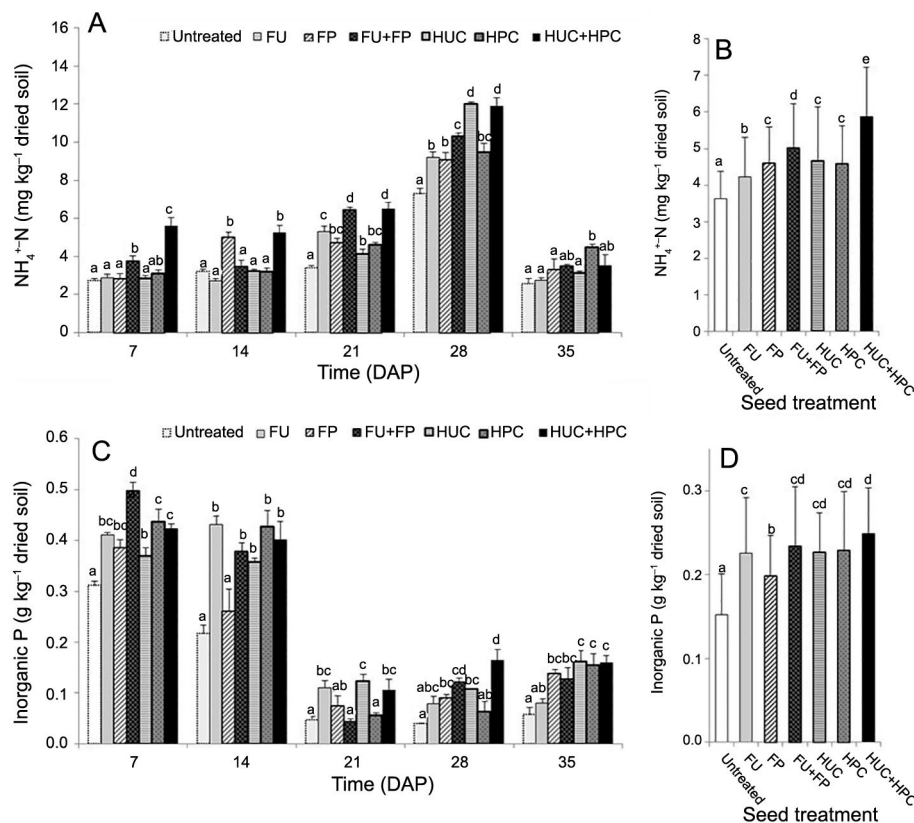 A
Untreated FU FP FU+FP HUC HPC HUC+HPC
NH₄⁺–N (mg kg⁻¹ dried soil)
16
14
12
10
8
6
4
2
0
a a a b a ab c
a a b a a a b
a c bc d b bc d
a b b c d bc d
a a ab ab a b ab
7 14 21 28 35
Time (DAP)
B
NH₄⁺–N (mg kg⁻¹ dried soil)
8
7
6
5
4
3
2
1
0
a b c d c c e
Untreated FU FP FU+FP HUC HPC HUC+HPC
Seed treatment
C
Untreated FU FP FU+FP HUC HPC HUC+HPC
Inorganic P (g kg⁻¹ dried soil)
0.6
0.5
0.4
0.3
0.2
0.1
0.0
a bc bc d b c c
a b a b b b b
a bc ab a c a bc
a abc bc cd bc ab d
a ab bc bc c c c
7 14 21 28 35
Time (DAP)
D
Inorganic P (g kg⁻¹ dried soil)
0.3
0.2
0.1
0.0
a c b cd cd cd d
Untreated FU FP FU+FP HUC HPC HUC+HPC
Seed treatment